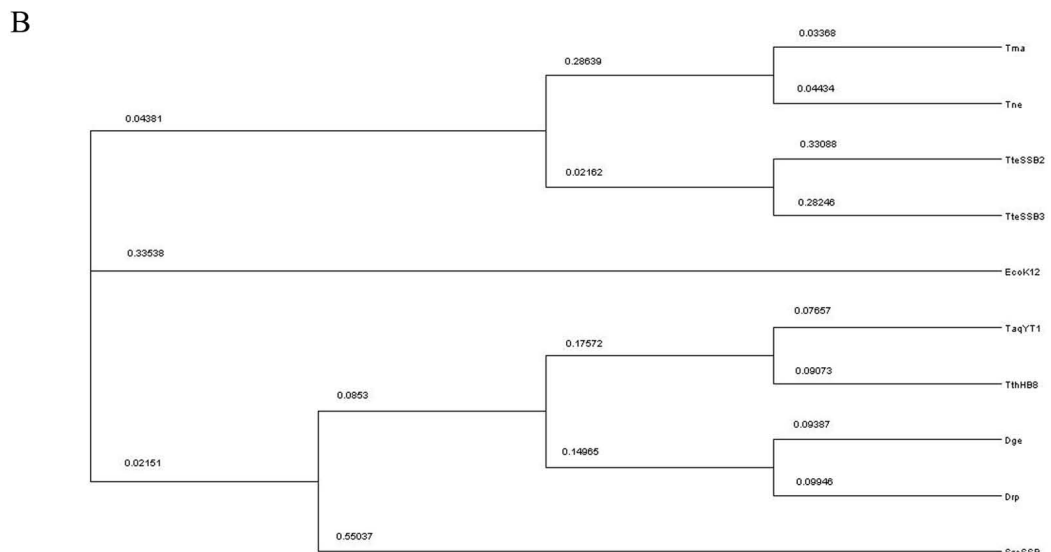 B
0.03368
Tma
0.28639
0.04434
Tne
0.04381
0.33088
TteSSB2
0.02162
0.28246
TteSSB3
0.33538
EcoK12
0.07657
TaqYT1
0.17572
0.09073
TthHB8
0.0853
0.09387
Dge
0.14965
0.02151
0.09946
Drp
0.55037